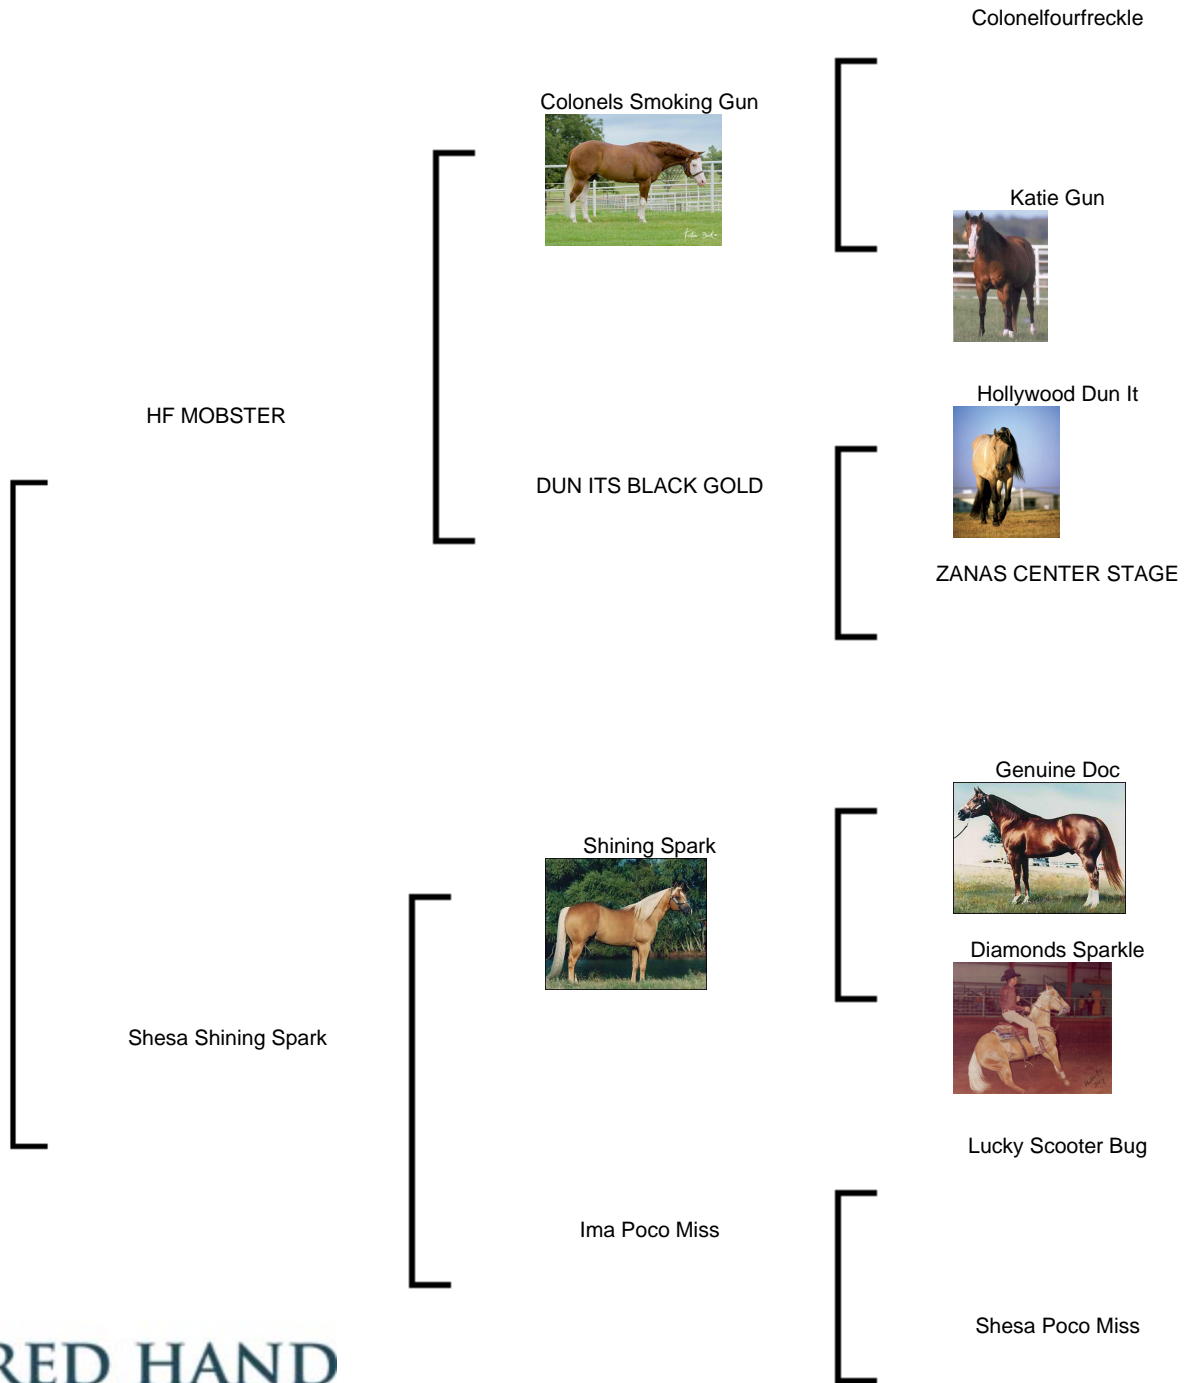 Colonelfourfreckle
Colonels Smoking Gun
Katie Gun
Hollywood Dun It
HF MOBSTER
DUN ITS BLACK GOLD
ZANAS CENTER STAGE
Genuine Doc
Shining Spark
Diamonds Sparkle
Shesa Shining Spark
Lucky Scooter Bug
Ima Poco Miss
Shesa Poco Miss
RED HAND